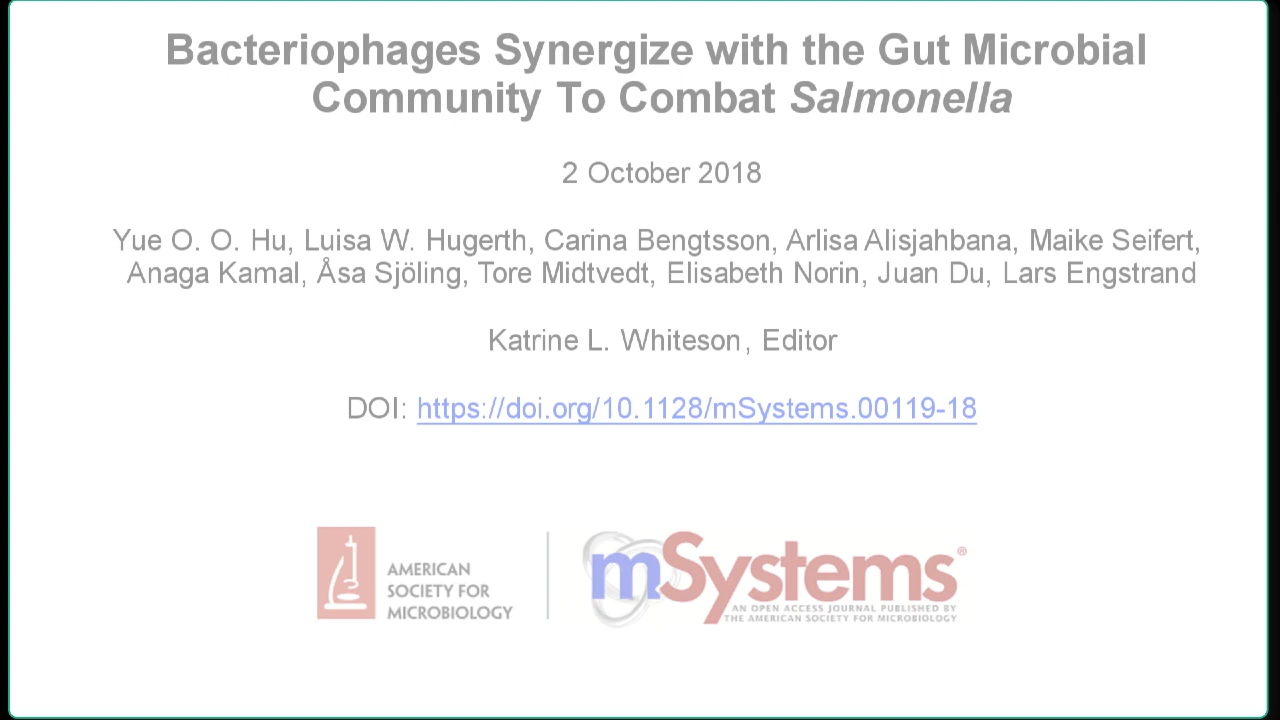 Bacteriophages Synergize with the Gut Microbial
Community To Combat Salmonella
2 October 2018
Yue O. O. Hu, Luisa W. Hugerth, Carina Bengtsson, Arlisa Alisjahbana, Maike Seifert,
Anaga Kamal, Åsa Sjöling, Tore Midtvedt, Elisabeth Norin, Juan Du, Lars Engstrand
Katrine L. Whiteson, Editor
DOI: https://doi.org/10.1128/mSystems.00119-18
AMERICAN
SOCIETY FOR
MICROBIOLOGY
mSystems®
AN OPEN ACCESS JOURNAL PUBLISHED BY
THE AMERICAN SOCIETY FOR MICROBIOLOGY